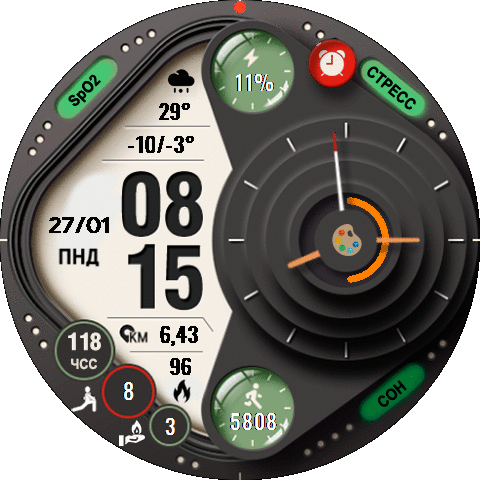 SpO2
11%
СТРЕСС
29°
-10/-3°
08
27/01
ПНД
15
КМ 6,43
118
ЧСС
96
8
3
5808
СОН